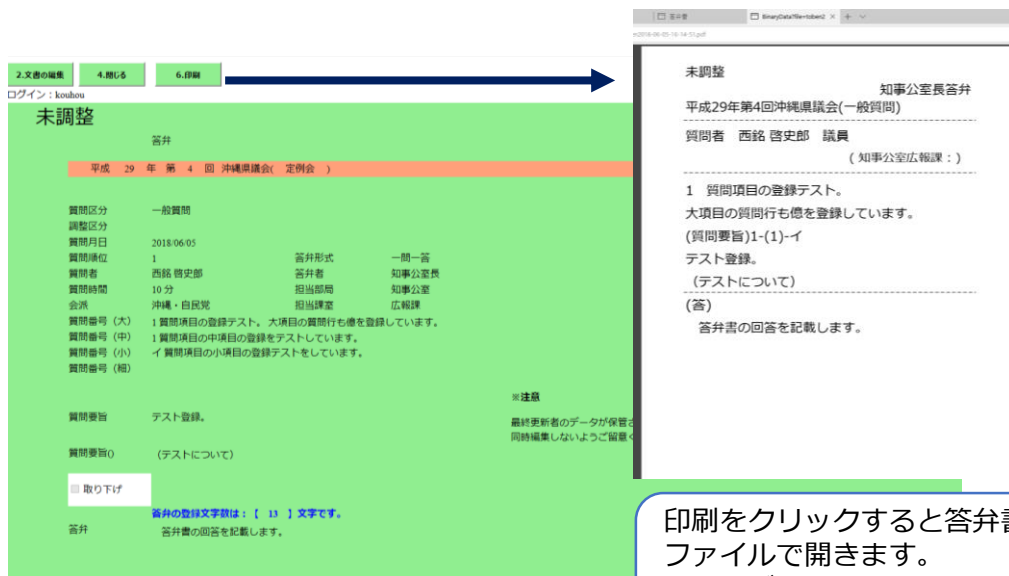 2.文書の編集 4.閉じる 6.印刷
ログイン：kouhou
未調整
答弁
平成 29 年 第 4 回 沖縄県議会( 定例会 )
質問区分 一般質問
調整区分
質問月日 2018/06/05
質問順位 1 答弁形式 一問一答
質問者 西銘 啓史郎 答弁者 知事公室長
質問時間 10 分 担当部局 知事公室
会派 沖縄・自民党 担当課室 広報課
質問番号（大） 1 質問項目の登録テスト。大項目の質問行も億を登録しています。
質問番号（中） 1 質問項目の中項目の登録をテストしています。
質問番号（小） イ 質問項目の小項目の登録テストをしています。
質問番号（細）
※注意
最終更新者のデータが保管
同時編集しないようご留意
質問要旨 テスト登録。
質問要旨() （テストについて）
取り下げ
答弁の登録文字数は：【 13 】文字です。
答弁 答弁書の回答を記載します。
答弁書 BinaryData?file=toben2 × +
2018-06-05-16-14-51.pdf
未調整
知事公室長答弁
平成29年第4回沖縄県議会(一般質問)
質問者 西銘 啓史郎 議員
( 知事公室広報課：)
1 質問項目の登録テスト。
大項目の質問行も億を登録しています。
(質問要旨)1-(1)-イ
テスト登録。
（テストについて）
(答)
答弁書の回答を記載します。
印刷をクリックすると答弁
ファイルで開きます。